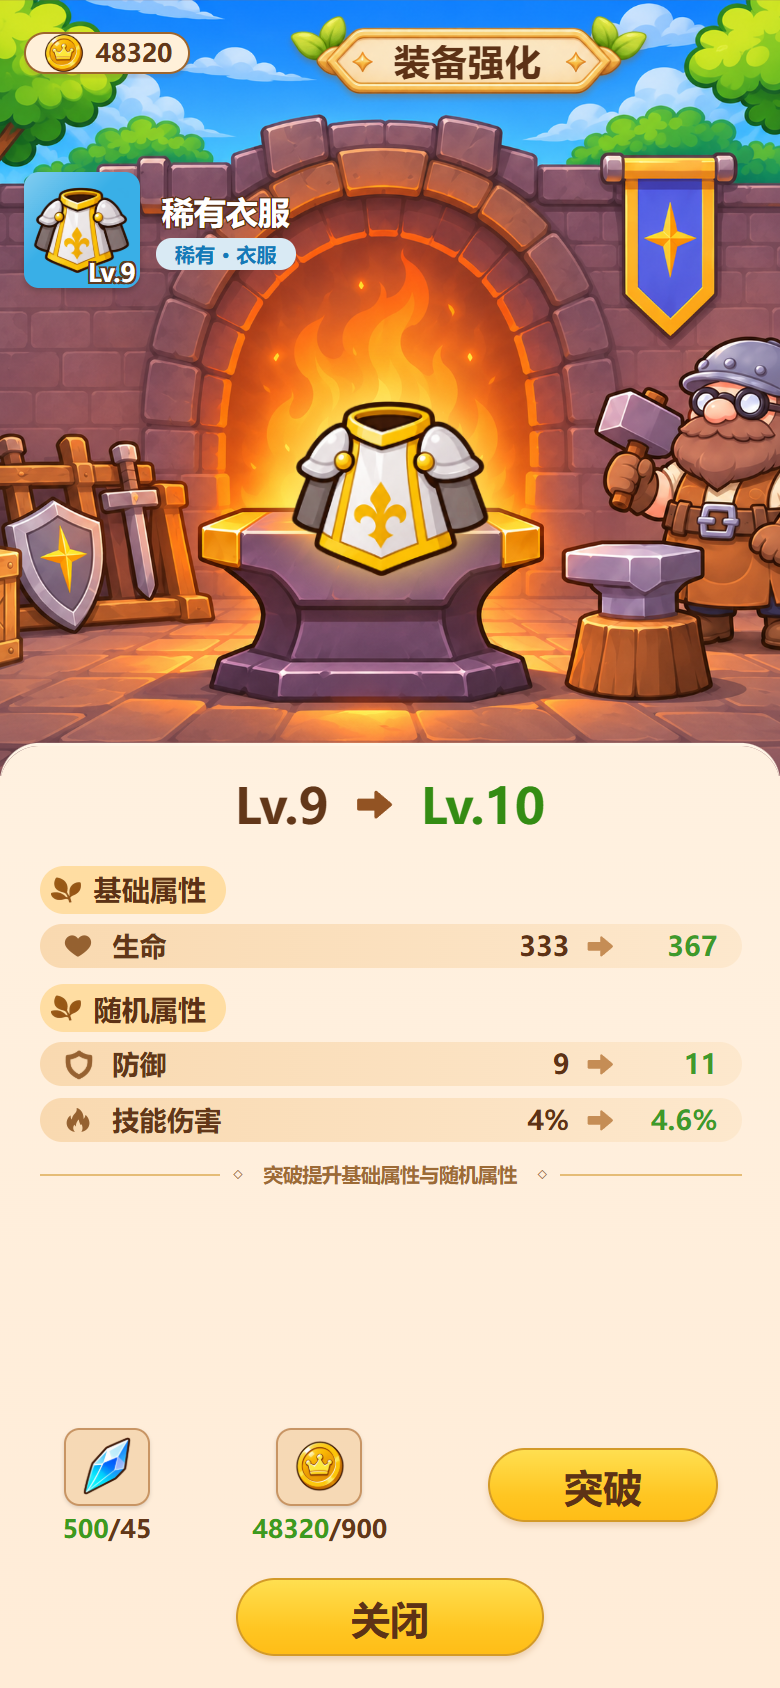 48320
装备强化
稀有衣服
稀有·衣服
Lv.9
Lv.9 Lv.10
基础属性
生命 333 367
随机属性
防御 9 11
技能伤害 4% 4.6%
突破提升基础属性与随机属性
500/45 48320/900
突破
关闭